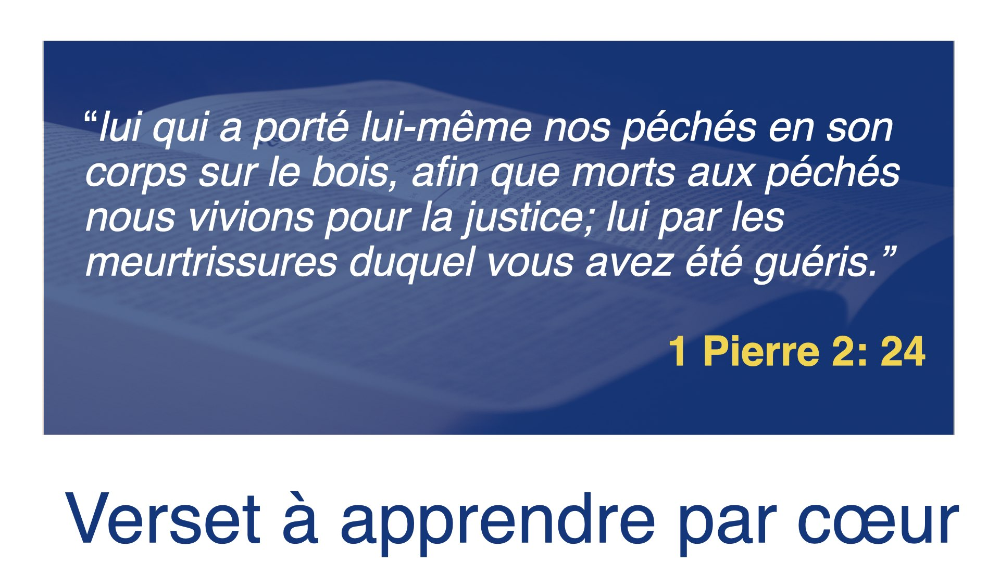 “lui qui a porté lui-même nos péchés en son
corps sur le bois, afin que morts aux péchés
nous vivions pour la justice; lui par les
meurtrissures duquel vous avez été guéris.”
1 Pierre 2: 24
Verset à apprendre par cœur